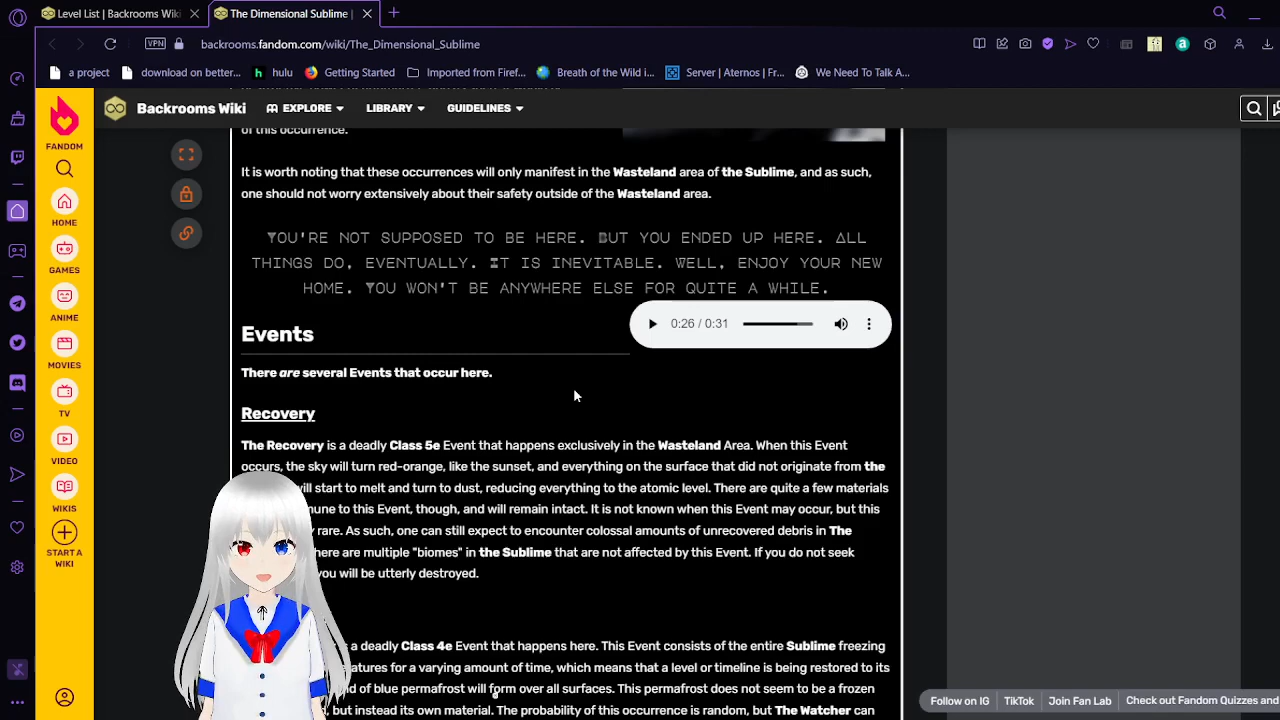 Level List | Backrooms Wiki
The Dimensional Sublime |
VPN
backrooms.fandom.com/wiki/The_Dimensional_Sublime
a project
download on better...
hulu
Getting Started
Imported from Firef...
Breath of the Wild i...
Server | Aternos | Fr...
We Need To Talk A...
Backrooms Wiki
EXPLORE
LIBRARY
GUIDELINES
FANDOM
HOME
GAMES
ANIME
MOVIES
TV
VIDEO
WIKIS
START A
WIKI
of this occurrence.
It is worth noting that these occurrences will only manifest in the Wasteland area of the Sublime, and as such,
one should not worry extensively about their safety outside of the Wasteland area.
YOU'RE NOT SUPPOSED TO BE HERE. BUT YOU ENDED UP HERE. ALL
THINGS DO, EVENTUALLY. IT IS INEVITABLE. WELL, ENJOY YOUR NEW
HOME. YOU WON'T BE ANYWHERE ELSE FOR QUITE A WHILE.
0:26 / 0:31
Events
There are several Events that occur here.
Recovery
The Recovery is a deadly Class 5e Event that happens exclusively in the Wasteland Area. When this Event
occurs, the sky will turn red-orange, like the sunset, and everything on the surface that did not originate from the
will start to melt and turn to dust, reducing everything to the atomic level. There are quite a few materials
to this Event, though, and will remain intact. It is not known when this Event may occur, but this
rare. As such, one can still expect to encounter colossal amounts of unrecovered debris in The
here are multiple "biomes" in the Sublime that are not affected by this Event. If you do not seek
you will be utterly destroyed.
a deadly Class 4e Event that happens here. This Event consists of the entire Sublime freezing
for a varying amount of time, which means that a level or timeline is being restored to its
of blue permafrost will form over all surfaces. This permafrost does not seem to be a frozen
but instead its own material. The probability of this occurrence is random, but The Watcher can
Follow on IG
TikTok
Join Fan Lab
Check out Fandom Quizzes and